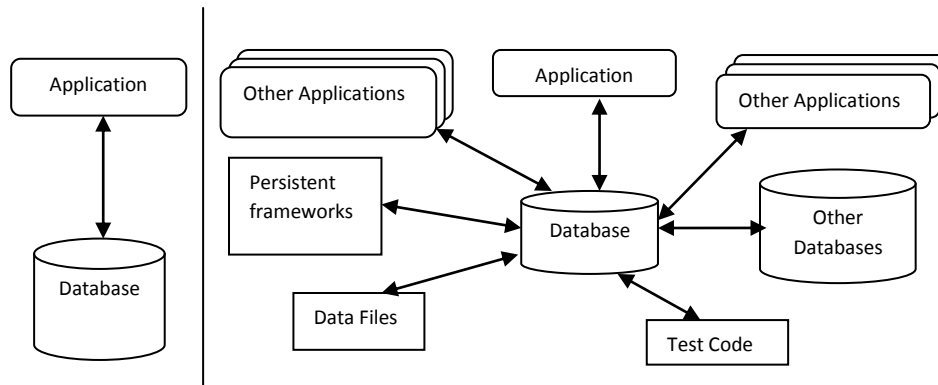 Application
Database
Other Applications
Application
Other Applications
Persistent
frameworks
Database
Other
Databases
Data Files
Test Code